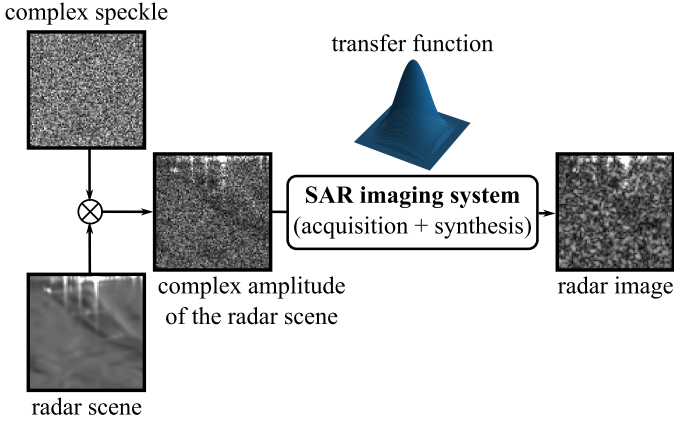 complex speckle
transfer function
SAR imaging system
(acquisition + synthesis)
complex amplitude
of the radar scene
radar image
radar scene